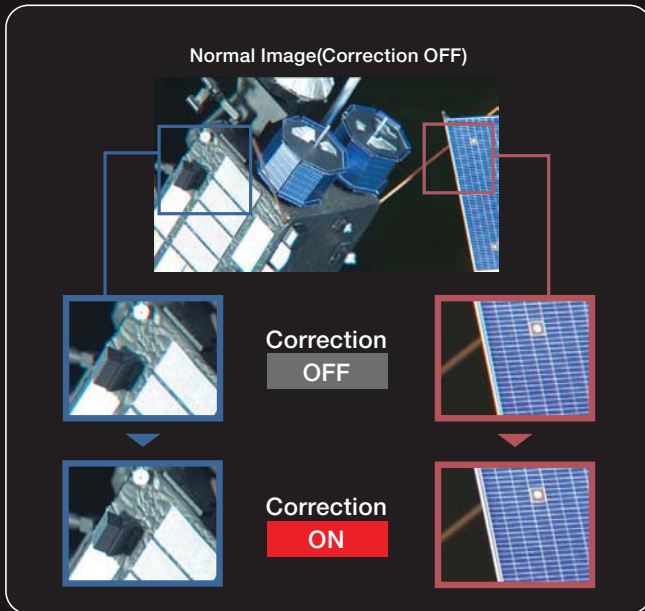 Normal Image(Correction OFF)
Correction
OFF
Correction
ON